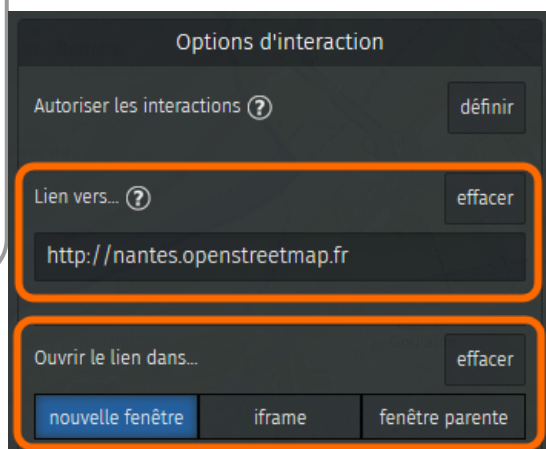 Options d'interaction
Autoriser les interactions ? définir
Lien vers... ? effacer
http://nantes.openstreetmap.fr
Ouvrir le lien dans... effacer
nouvelle fenêtre iframe fenêtre parente